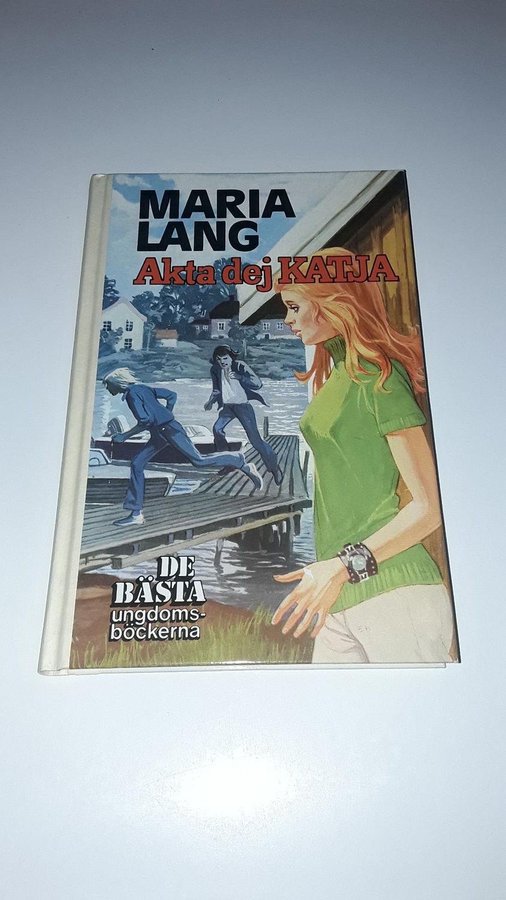 MARIA
LANG
Akta dej KATJA
DE
BÄSTA
ungdoms-
böckerna